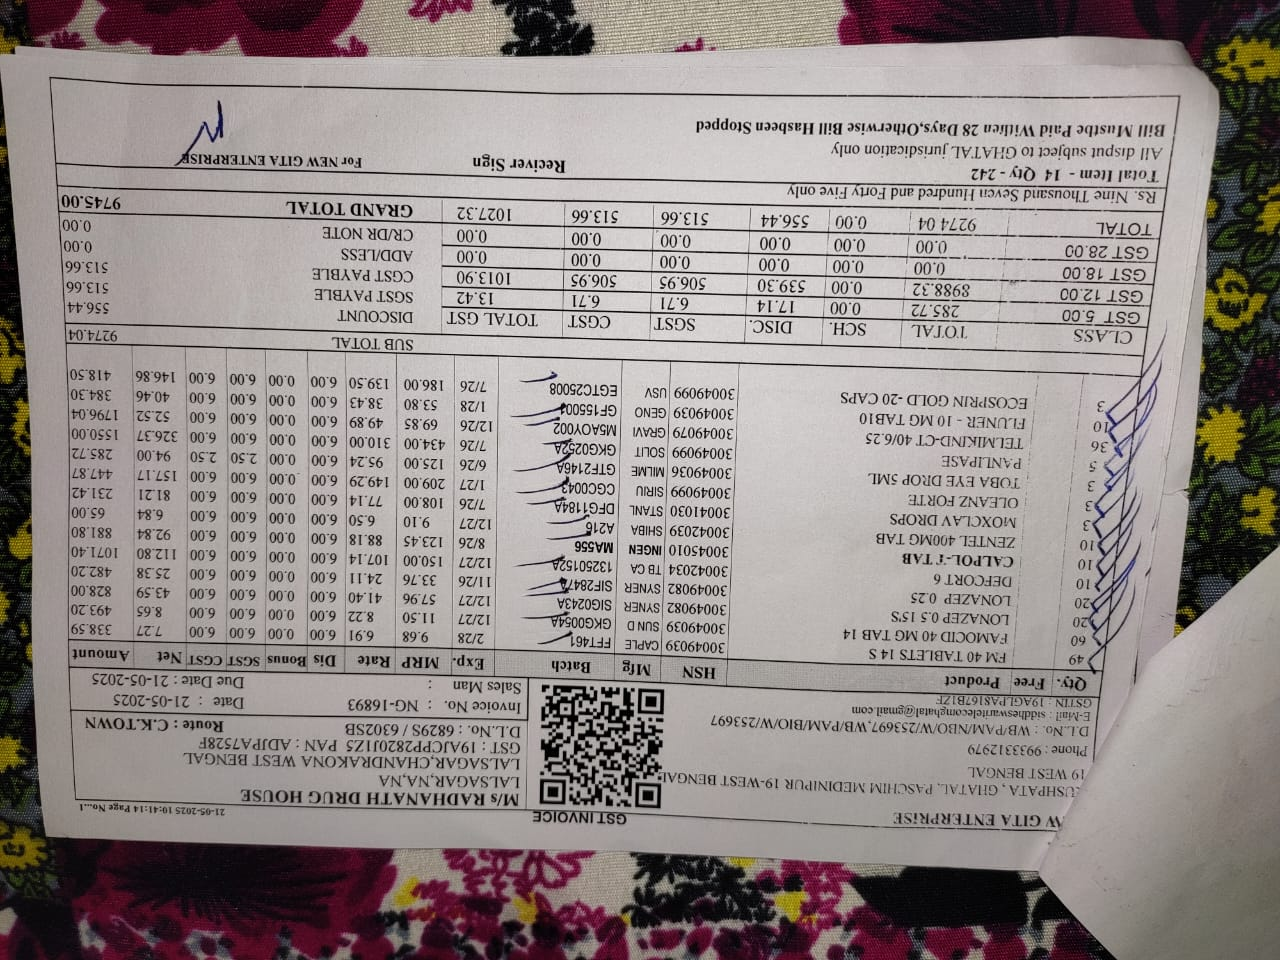 21-05-2025 10:41:14 Page No...1
GST INVOICE
W GITA ENTERPRISE
KUSHPATA, GHATAL, PASCHIM MEDINIPUR 19-WEST BENGAL
19 WEST BENGAL
Phone : 9933312979
D.L.No. : WB/PAM/NBO/W/253697, WB/PAM/BIO/W/253697
E-Mail : siddheswaritelecomghatal@gmail.com
GSTIN : 19AGLPA8167B1ZF
M/s RADHANATH DRUG HOUSE
LALSAGAR,NA,NA,
LALSAGAR,CHANDRAKONA WEST BENGAL
GST : 19AJRCP2820J1Z5 PAN : ADJPA7528F
D.L.No. : 6829S / 6302SB Route : C.K.TOWN
Invoice No. : NG-16893 Date : 21-05-2025
Sales Man : Due Date : 21-05-2025
Qty. Free Product HSN Mfg Batch Exp. MRP Rate Dis Bonus SGST CGST Net Amount
49 FM 40 TABLETS 14 S 30049039 CAPLE FFT461 2/28 9.68 6.91 6.00 0.00 6.00 6.00 7.27 338.59
60 FAMOCID 40 MG TAB 14 30049039 SUN D GKG0054A 12/27 11.50 8.22 6.00 0.00 6.00 6.00 8.65 493.20
20 LONAZEP 0.5 15'S 30049082 SYNER SIG0243A 12/27 57.96 41.40 6.00 0.00 6.00 6.00 43.59 828.00
20 LONAZEP 0.25 30049082 SYNER SIF2847A 11/26 33.76 24.11 6.00 0.00 6.00 6.00 25.38 482.20
10 DEFCORT 6 30042034 TB CA 13250152A 12/27 150.00 107.14 6.00 0.00 6.00 6.00 112.80 1071.40
10 CALPOL-T TAB 30045010 INGEN MA556 8/26 123.45 88.18 6.00 0.00 6.00 6.00 92.84 881.80
10 ZENTEL 400MG TAB 30042039 SHIBA A216 12/27 9.10 6.50 6.00 0.00 6.00 6.00 6.84 65.00
3 MOXCLAV DROPS 30041030 STANL DFG1184A 7/26 108.00 77.14 6.00 0.00 6.00 6.00 81.21 231.42
3 OLEANZ FORTE 30049099 SIRIU CGC0043 1/27 209.00 149.29 6.00 0.00 6.00 6.00 157.17 447.87
3 TOBA EYE DROP 5ML 30049036 MILME GTF2146A 6/26 125.00 95.24 6.00 0.00 2.50 2.50 94.00 285.72
5 PANLIPASE 30049099 SOLIT GKG0252A 7/26 434.00 310.00 6.00 0.00 6.00 6.00 326.37 1550.00
36 TELMIKIND-CT 40/6.25 30049079 GRAVI M5AOY002 12/26 69.85 49.89 6.00 0.00 6.00 6.00 52.52 1796.04
10 FLUNER - 10 MG TAB10 30049039 GENO GF155001 1/28 53.80 38.43 6.00 0.00 6.00 6.00 40.46 384.30
3 ECOSPRIN GOLD -20 CAPS 30049099 USV EGTC25008 7/26 186.00 139.50 6.00 0.00 6.00 6.00 146.86 418.50
SUB TOTAL 9274.04
CLASS TOTAL SCH. DISC. SGST CGST TOTAL GST DISCOUNT 556.44
GST 5.00 285.72 0.00 17.14 6.71 6.71 13.42 SGST PAYBLE 513.66
GST 12.00 8988.32 0.00 539.30 506.95 506.95 1013.90 CGST PAYBLE 513.66
GST 18.00 0.00 0.00 0.00 0.00 0.00 0.00 ADD/LESS 0.00
GST 28.00 0.00 0.00 0.00 0.00 0.00 0.00 CR/DR NOTE 0.00
TOTAL 9274.04 0.00 556.44 513.66 513.66 1027.32 GRAND TOTAL 9745.00
Rs. Nine Thousand Seven Hundred and Forty Five only
Total Item - 14 Qty - 242
All disput subject to GHATAL jurisdication only
Bill Mustbe Paid Witlien 28 Days,Otherwise Bill Hasbeen Stopped
Reciver Sign
For NEW GITA ENTERPRISE